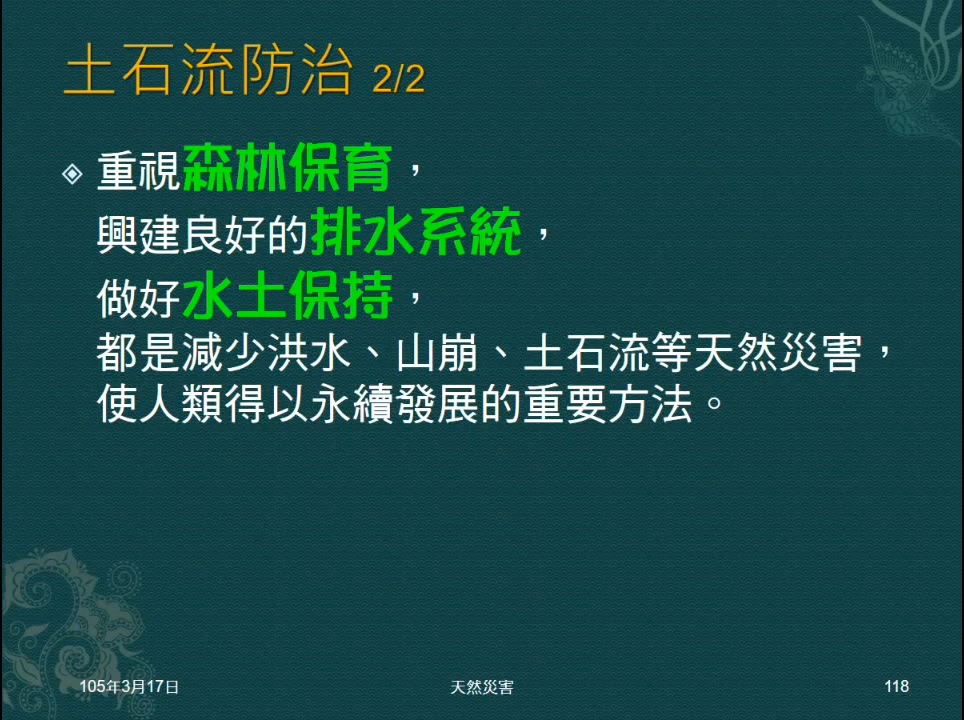 土石流防治 2/2
重視森林保育，
興建良好的排水系統，
做好水土保持，
都是減少洪水、山崩、土石流等天然災害，
使人類得以永續發展的重要方法。
105年3月17日
天然災害
118